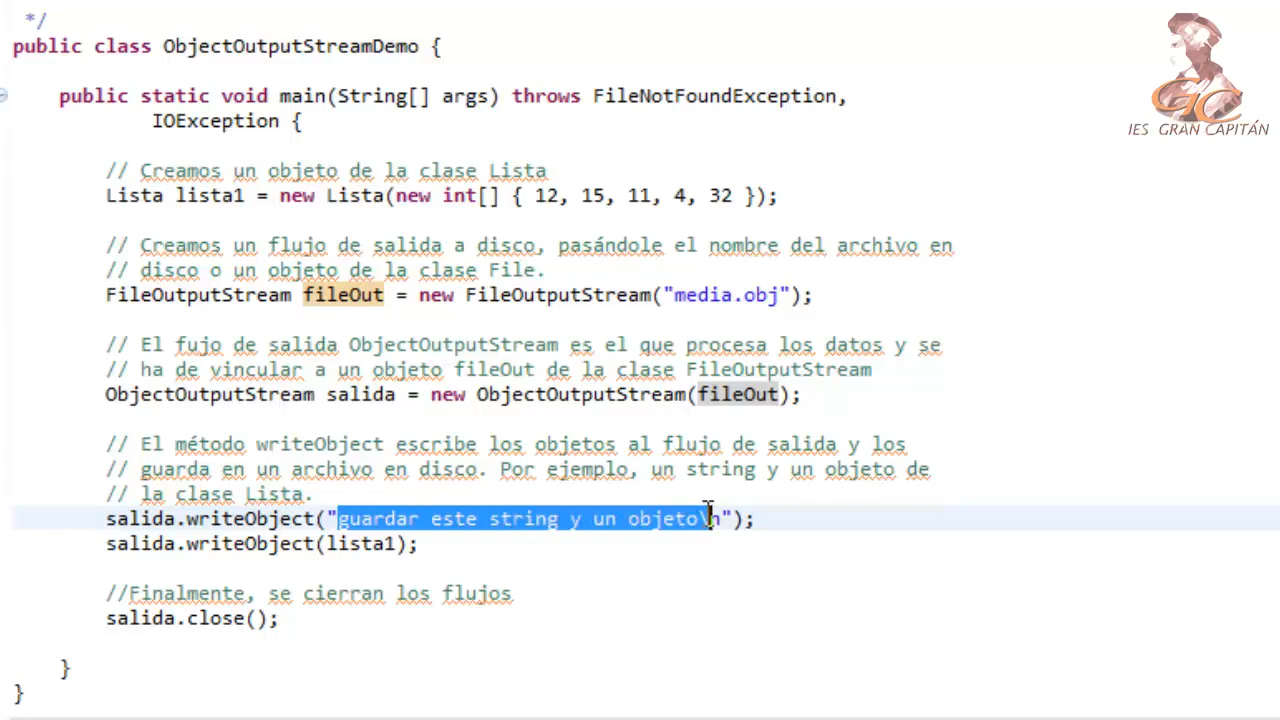 */
public class ObjectOutputStreamDemo {
public static void main(String[] args) throws FileNotFoundException,
IOException {
// Creamos un objeto de la clase Lista
Lista lista1 = new Lista(new int[] { 12, 15, 11, 4, 32 });
// Creamos un flujo de salida a disco, pasándole el nombre del archivo en
// disco o un objeto de la clase File.
FileOutputStream fileOut = new FileOutputStream("media.obj");
// El fujo de salida ObjectOutputStream es el que procesa los datos y se
// ha de vincular a un objeto fileOut de la clase FileOutputStream
ObjectOutputStream salida = new ObjectOutputStream(fileOut);
// El método writeObject escribe los objetos al flujo de salida y los
// guarda en un archivo en disco. Por ejemplo, un string y un objeto de
// la clase Lista.
salida.writeObject("guardar este string y un objeto\n");
salida.writeObject(lista1);
//Finalmente, se cierran los flujos
salida.close();
}
}
GC
IES GRAN CAPITÁN